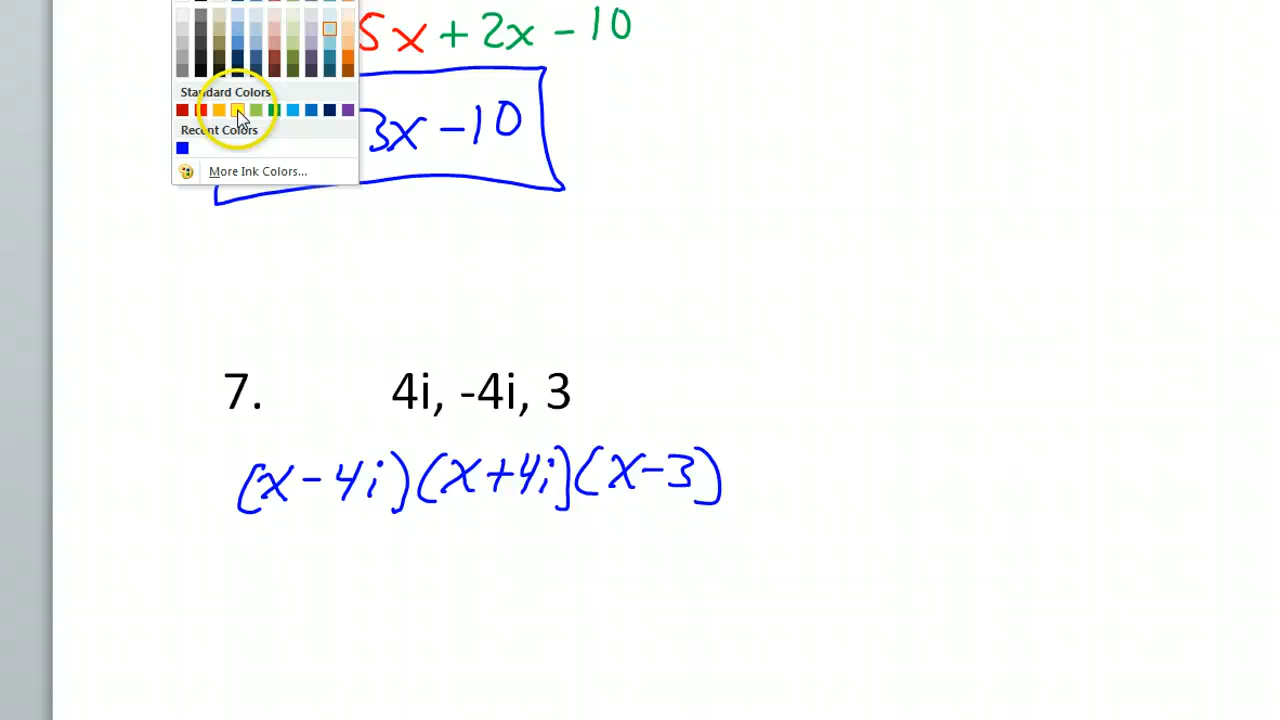 5x + 2x - 10
Standard Colors
Recent Colors
3x - 10
More Ink Colors...
7. 4i, -4i, 3
(x - 4i)(x + 4i)(x - 3)